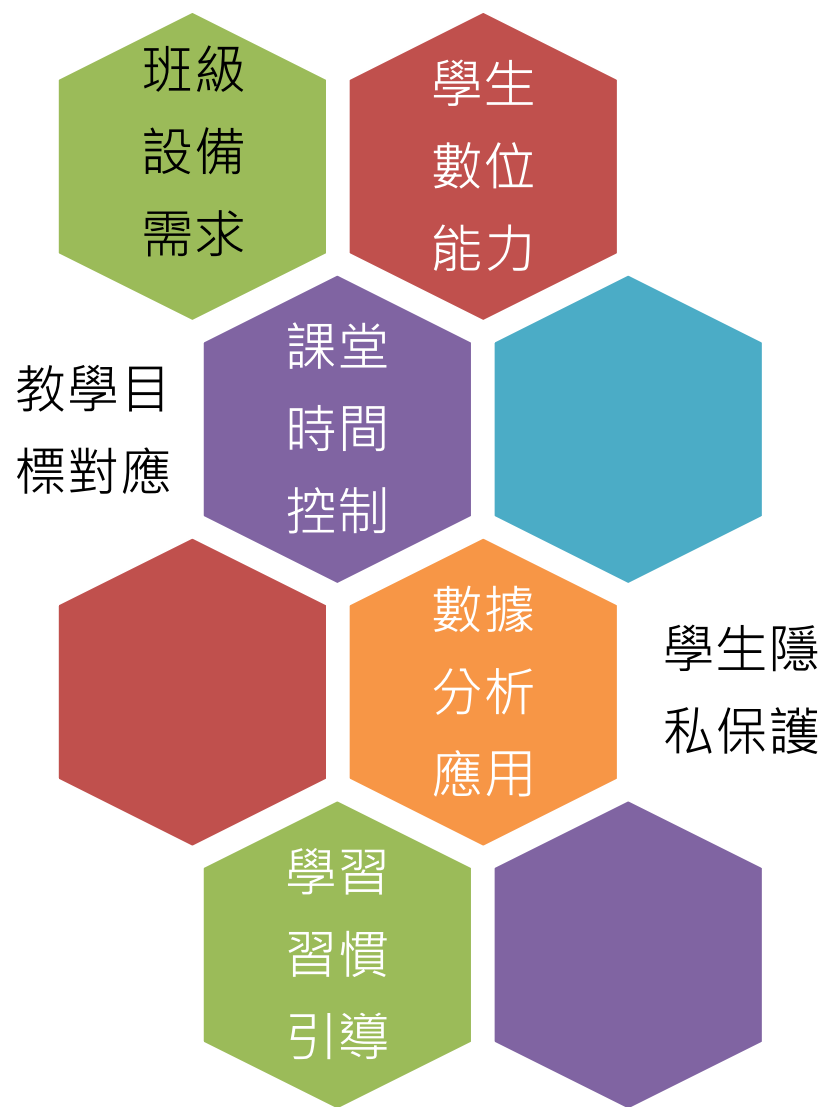 班級
設備
需求
學生
數位
能力
課堂
時間
控制
教學目
標對應
數據
分析
應用
學生隱
私保護
學習
習慣
引導